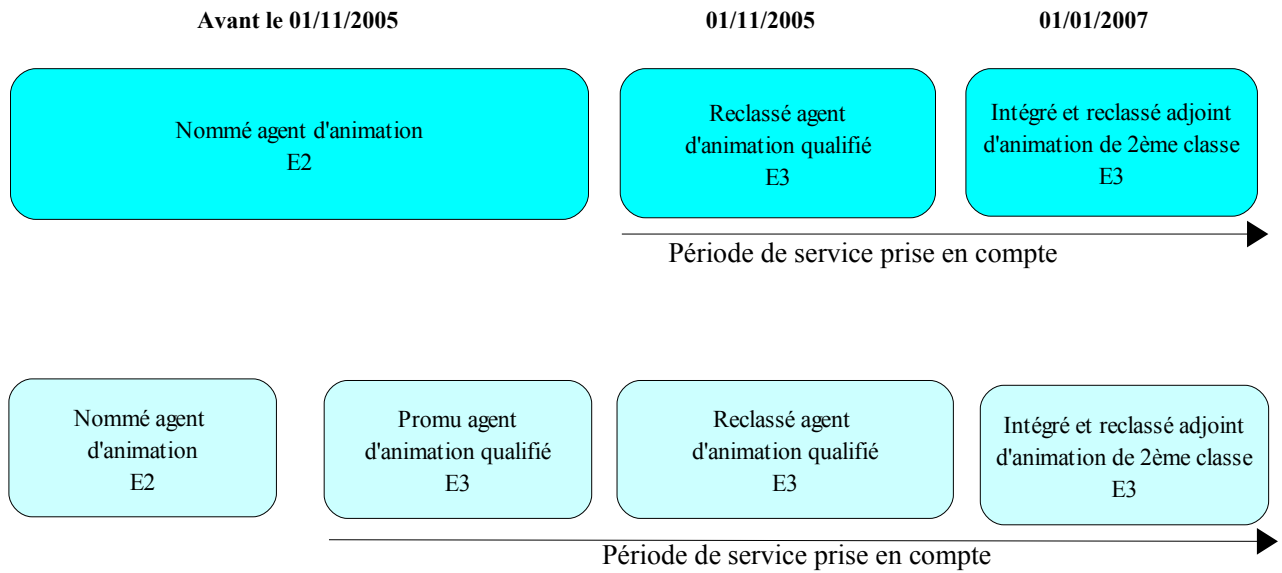 Avant le 01/11/2005
01/11/2005
01/01/2007
Nommé agent d'animation
E2
Reclassé agent
d'animation qualifié
E3
Intégré et reclassé adjoint
d'animation de 2ème classe
E3
Période de service prise en compte
Nommé agent
d'animation
E2
Promu agent
d'animation qualifié
E3
Reclassé agent
d'animation qualifié
E3
Intégré et reclassé adjoint
d'animation de 2ème classe
E3
Période de service prise en compte